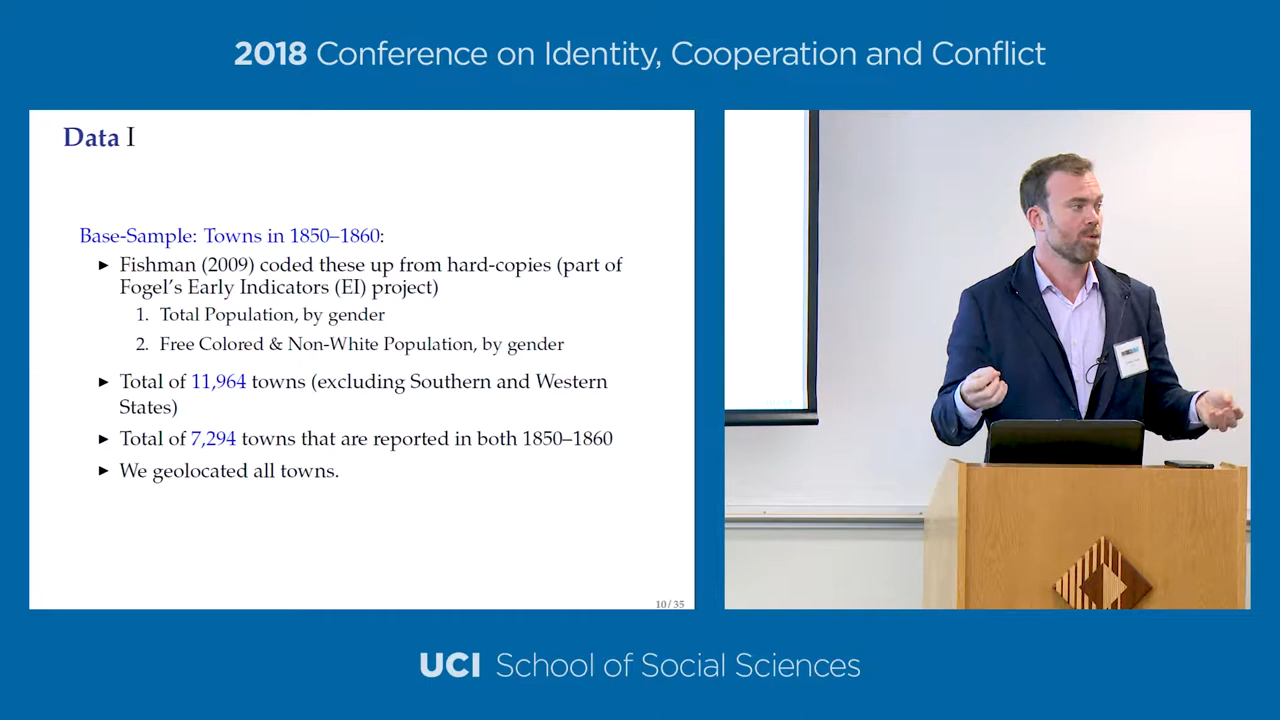 2018 Conference on Identity, Cooperation and Conflict
Data I
Base-Sample: Towns in 1850–1860:
► Fishman (2009) coded these up from hard-copies (part of
Fogel's Early Indicators (EI) project)
1. Total Population, by gender
2. Free Colored & Non-White Population, by gender
► Total of 11,964 towns (excluding Southern and Western
States)
► Total of 7,294 towns that are reported in both 1850–1860
► We geolocated all towns.
10/35
UCI School of Social Sciences